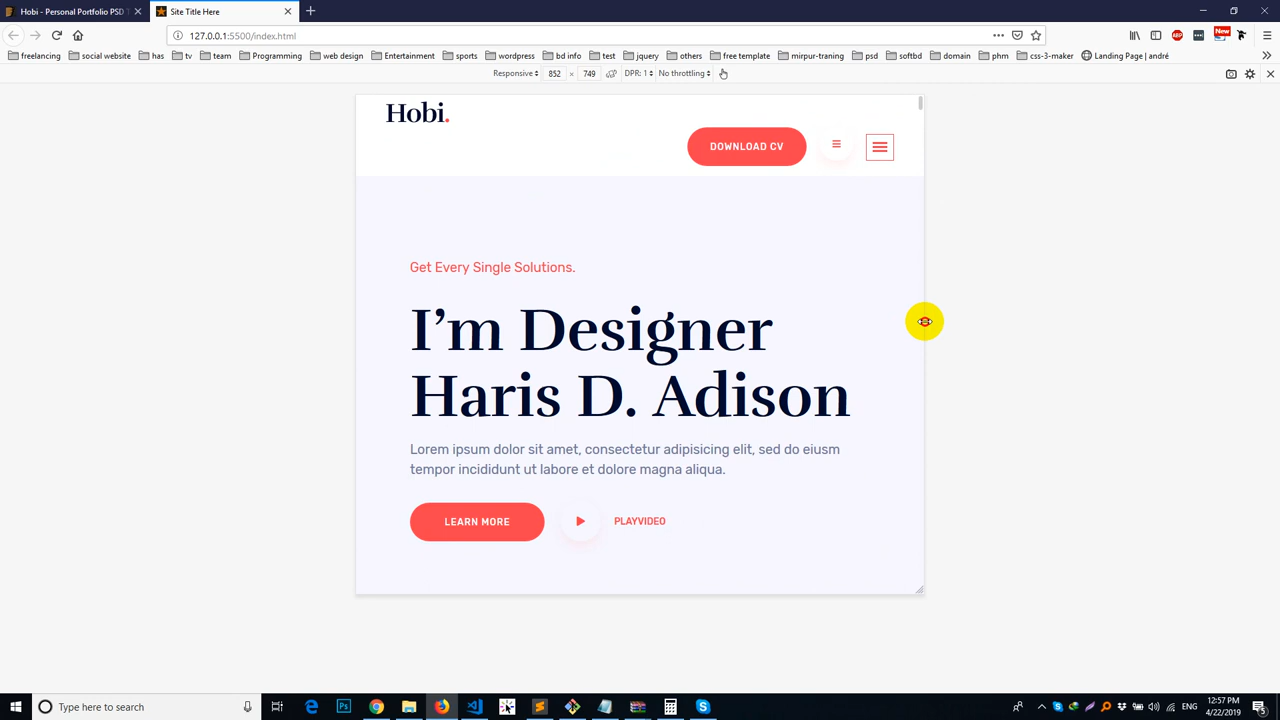 Hobi - Personal Portfolio PSD T
Site Title Here
127.0.0.1:5500/index.html
freelancing
social website
has
tv
team
Programming
web design
Entertainment
sports
wordpress
bd info
test
jquery
others
free template
mirpur-traning
psd
softbd
domain
phm
css-3-maker
Landing Page | andré
ABP
New
Responsive
852 × 749
DPR: 1
No throttling
Hobi.
DOWNLOAD CV
Get Every Single Solutions.
I’m Designer
Haris D. Adison
Lorem ipsum dolor sit amet, consectetur adipisicing elit, sed do eiusm
tempor incididunt ut labore et dolore magna aliqua.
LEARN MORE
PLAYVIDEO
Type here to search
Ps
ENG
12:57 PM
4/22/2019
5